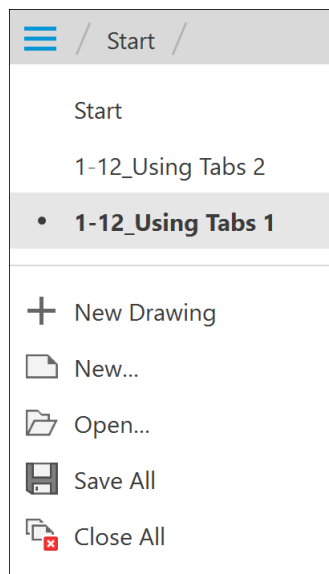 Start
Start
1-12_Using Tabs 2
1-12_Using Tabs 1
New Drawing
New...
Open...
Save All
Close All